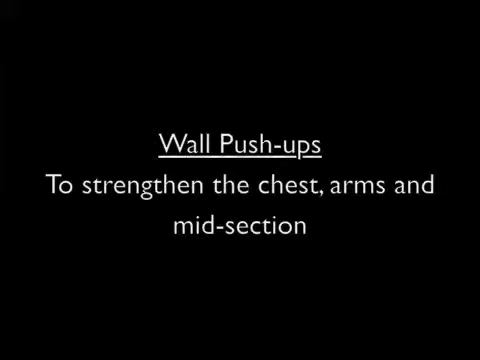 Wall Push-ups
To strengthen the chest, arms and
mid-section